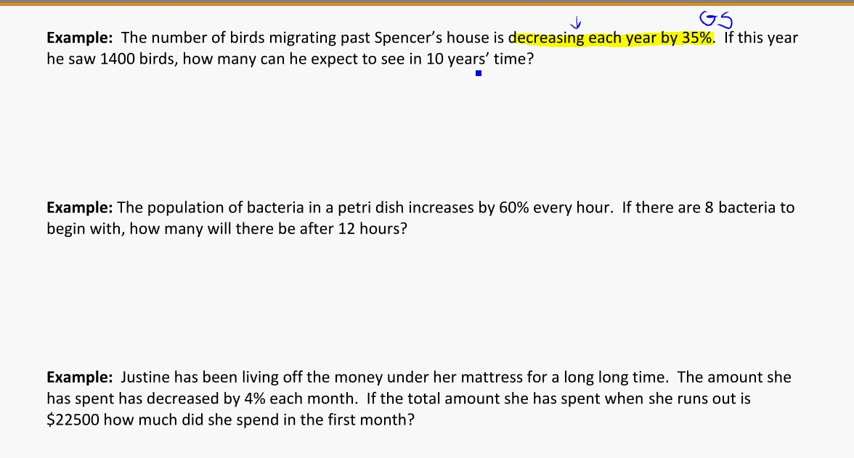 GS
Example: The number of birds migrating past Spencer's house is decreasing each year by 35%. If this year
he saw 1400 birds, how many can he expect to see in 10 years' time?
Example: The population of bacteria in a petri dish increases by 60% every hour. If there are 8 bacteria to
begin with, how many will there be after 12 hours?
Example: Justine has been living off the money under her mattress for a long long time. The amount she
has spent has decreased by 4% each month. If the total amount she has spent when she runs out is
$22500 how much did she spend in the first month?